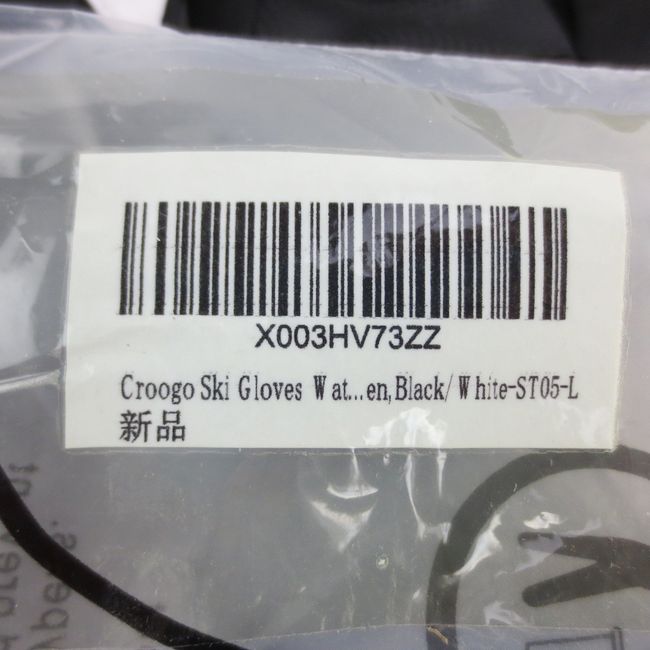 X003HV73ZZ
Croogo Ski Gloves Wat...en,Black/White-ST05-L
新品